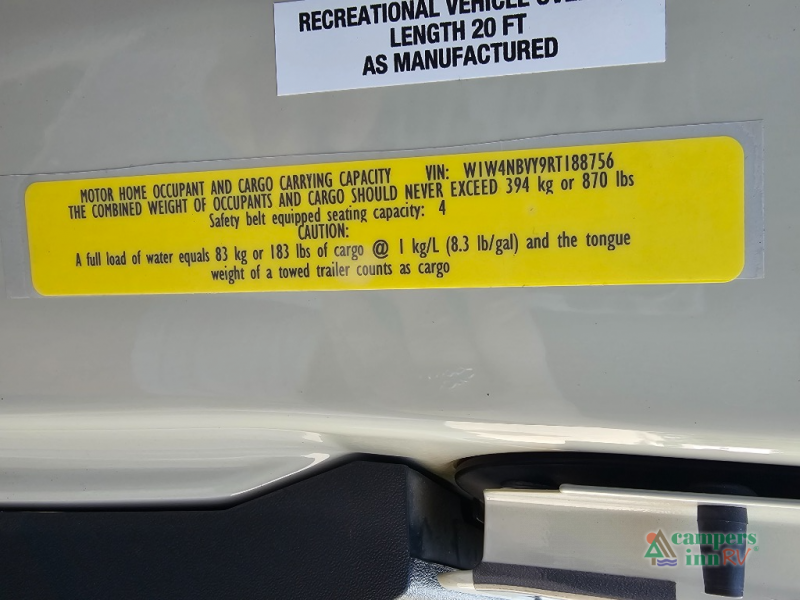 RECREATIONAL VEHICLE
LENGTH 20 FT
AS MANUFACTURED
MOTOR HOME OCCUPANT AND CARGO CARRYING CAPACITY VIN: W1W4NBVY9RT188756
THE COMBINED WEIGHT OF OCCUPANTS AND CARGO SHOULD NEVER EXCEED 394 kg or 870 lbs
Safety belt equipped seating capacity: 4
CAUTION:
A full load of water equals 83 kg or 183 lbs of cargo @ 1 kg/L (8.3 lb/gal) and the tongue
weight of a towed trailer counts as cargo
campers
inn RV